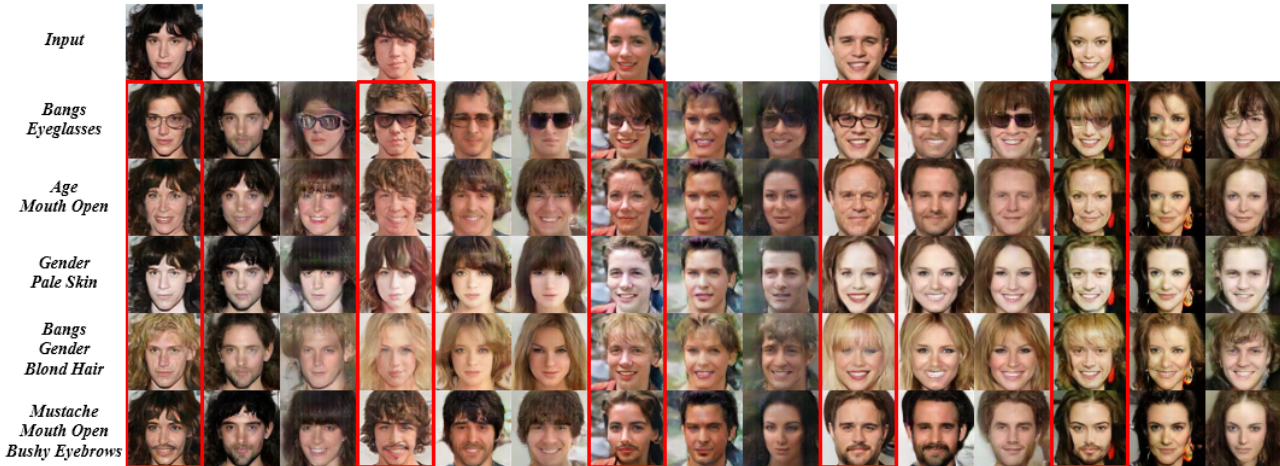 Input
Bangs
Eyeglasses
Age
Mouth Open
Gender
Pale Skin
Bangs
Gender
Blond Hair
Mustache
Mouth Open
Bushy Eyebrows